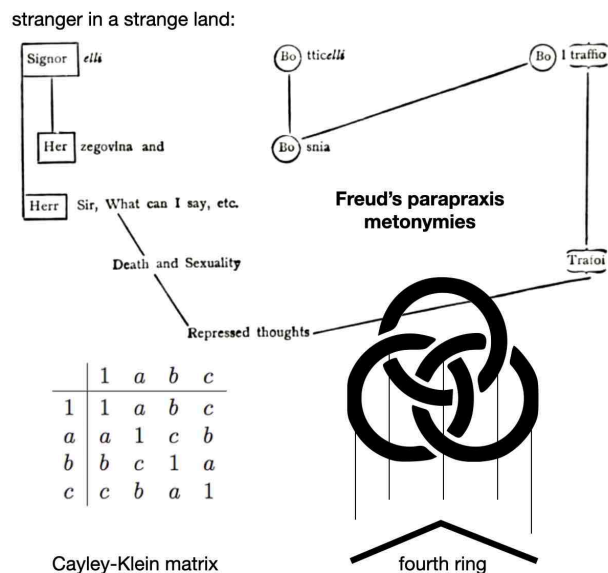 stranger in a strange land:
Signor elli Bo tticelli Bo l traffio
Her zegovina and Bo snia
Herr Sir, What can I say, etc.
Freud's parapraxis
metonymies
Death and Sexuality
Trafoi
Repressed thoughts
1 a b c
1 1 a b c
a a 1 c b
b b c 1 a
c c b a 1
Cayley-Klein matrix
fourth ring